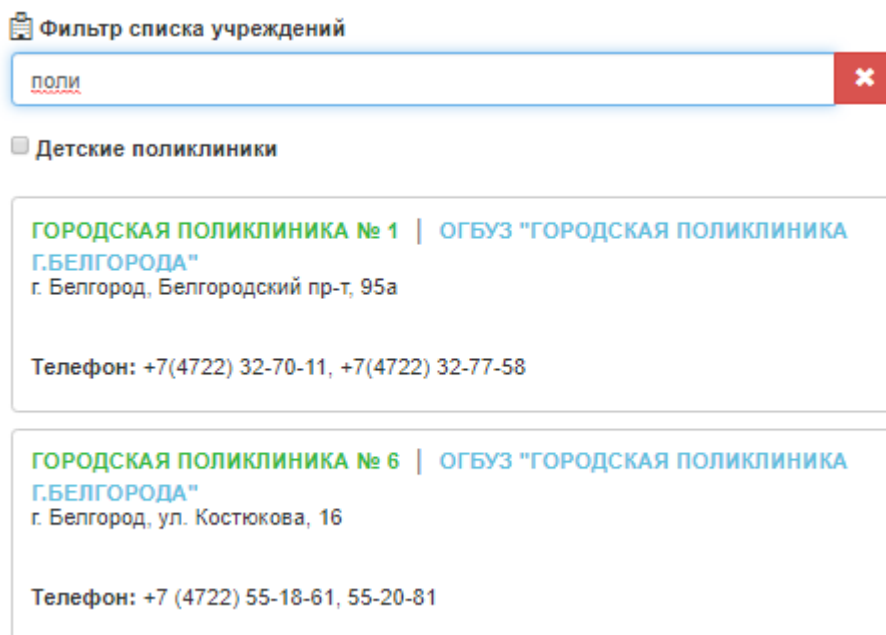 Фильтр списка учреждений
поли
Детские поликлиники
ГОРОДСКАЯ ПОЛИКЛИНИКА № 1 | ОГБУЗ "ГОРОДСКАЯ ПОЛИКЛИНИКА
Г.БЕЛГОРОДА"
г. Белгород, Белгородский пр-т, 95а
Телефон: +7(4722) 32-70-11, +7(4722) 32-77-58
ГОРОДСКАЯ ПОЛИКЛИНИКА № 6 | ОГБУЗ "ГОРОДСКАЯ ПОЛИКЛИНИКА
Г.БЕЛГОРОДА"
г. Белгород, ул. Костюкова, 16
Телефон: +7 (4722) 55-18-61, 55-20-81